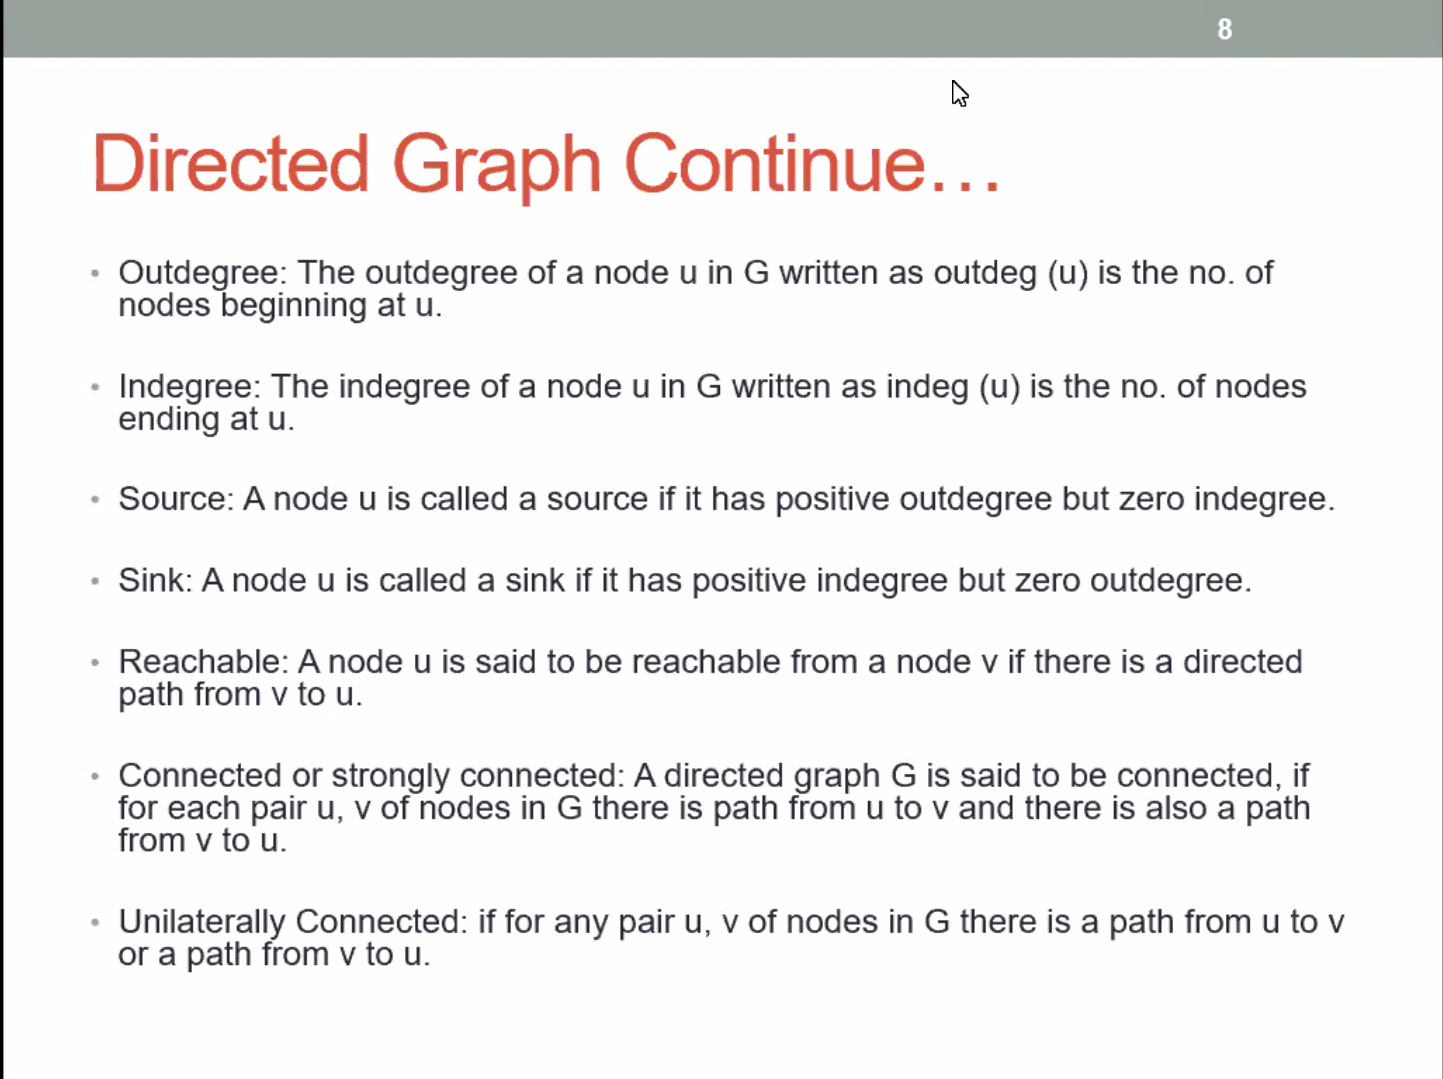 8
Directed Graph Continue…
• Outdegree: The outdegree of a node u in G written as outdeg (u) is the no. of
nodes beginning at u.
• Indegree: The indegree of a node u in G written as indeg (u) is the no. of nodes
ending at u.
• Source: A node u is called a source if it has positive outdegree but zero indegree.
• Sink: A node u is called a sink if it has positive indegree but zero outdegree.
• Reachable: A node u is said to be reachable from a node v if there is a directed
path from v to u.
• Connected or strongly connected: A directed graph G is said to be connected, if
for each pair u, v of nodes in G there is path from u to v and there is also a path
from v to u.
• Unilaterally Connected: if for any pair u, v of nodes in G there is a path from u to v
or a path from v to u.